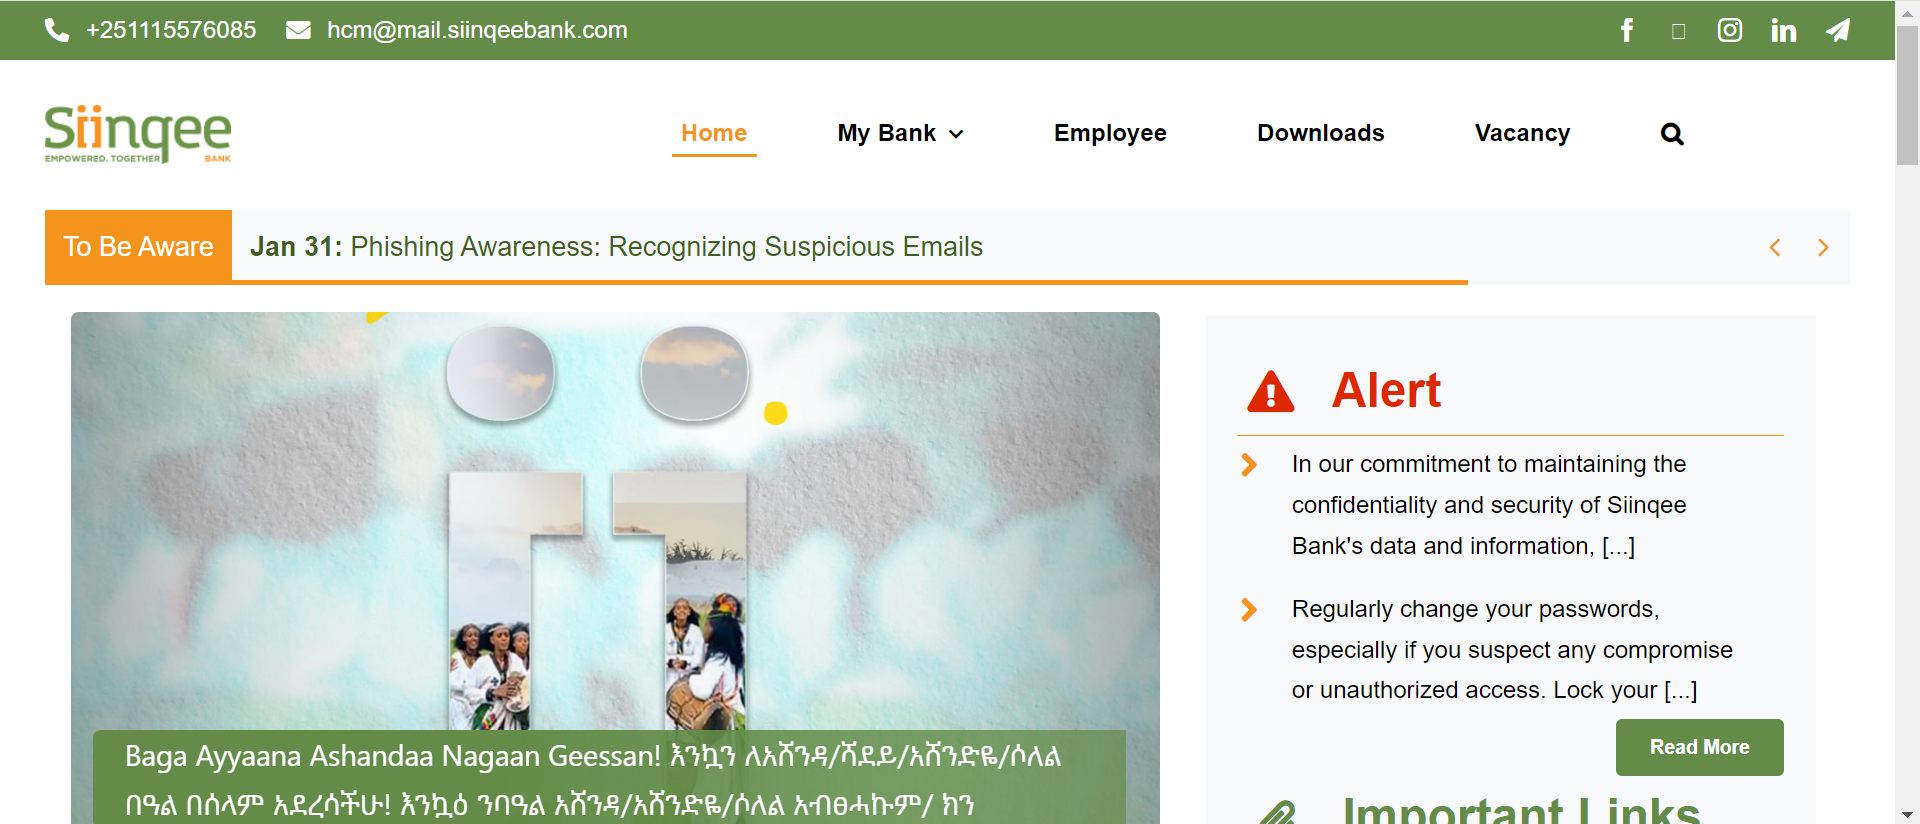 +251115576085 hcm@mail.siinqeebank.com
Siinqee
EMPOWERED. TOGETHER BANK
Home My Bank Employee Downloads Vacancy
To Be Aware Jan 31: Phishing Awareness: Recognizing Suspicious Emails
Baga Ayyaana Ashandaa Nagaan Geessan! እንኳን ለአሸንዳ/ሻደይ/አሸንድዬ/ሶለል
በዓል በሰላም አደረሳችሁ! እንኳዕ ንባዓል አሸንዳ/አሸንድዬ/ሶለል አብፀሓኩም/ ክን
Alert
In our commitment to maintaining the
confidentiality and security of Siinqee
Bank's data and information, [...]
Regularly change your passwords,
especially if you suspect any compromise
or unauthorized access. Lock your [...]
Read More
Important Links